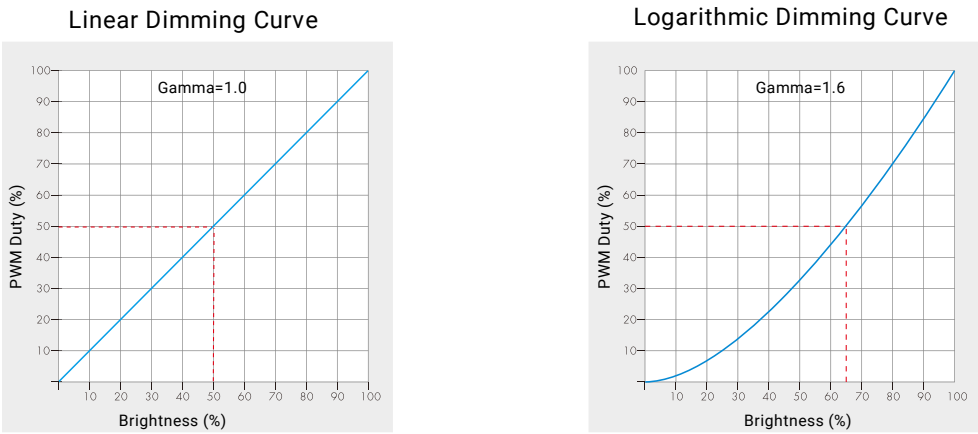 Linear Dimming Curve
Gamma=1.0
PWM Duty (%)
100
90
80
70
60
50
40
30
20
10
10 20 30 40 50 60 70 80 90 100
Brightness (%)
Logarithmic Dimming Curve
Gamma=1.6
PWM Duty (%)
100
90
80
70
60
50
40
30
20
10
10 20 30 40 50 60 70 80 90 100
Brightness (%)